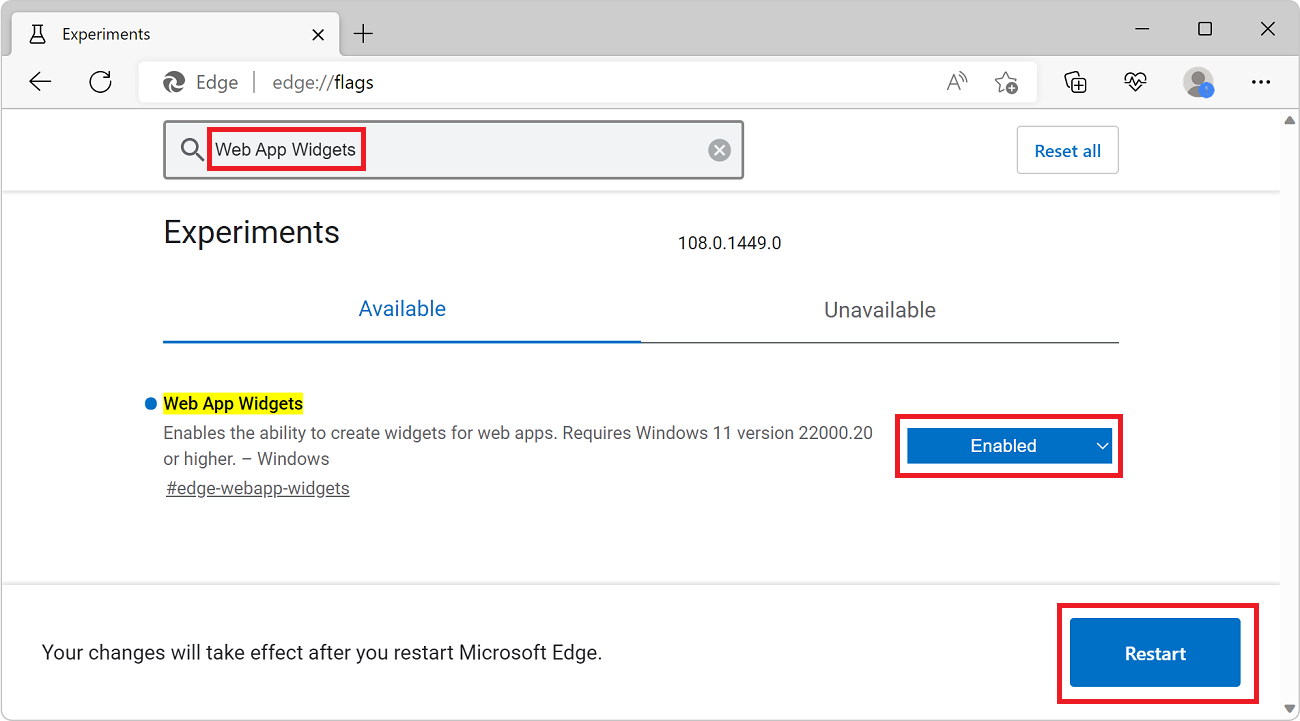 Experiments
Edge
edge://flags
Web App Widgets
Reset all
Experiments
108.0.1449.0
Available
Unavailable
Web App Widgets
Enables the ability to create widgets for web apps. Requires Windows 11 version 22000.20
or higher. – Windows
Enabled
#edge-webapp-widgets
Your changes will take effect after you restart Microsoft Edge.
Restart